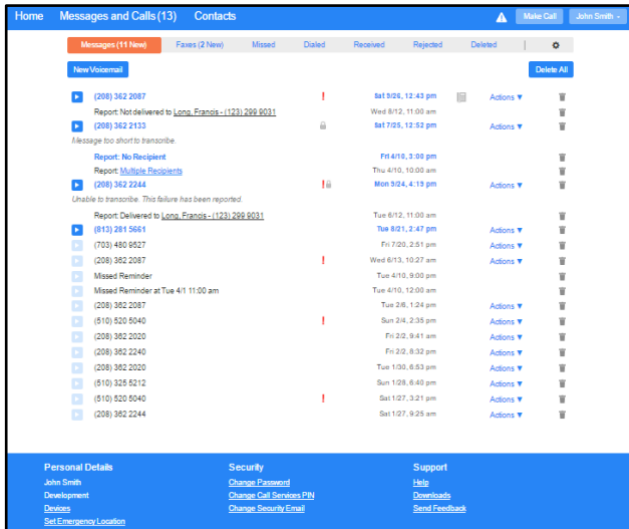 Home Messages and Calls (13) Contacts Make Call John Smith
Messages (11 New) Faxes (2 New) Missed Dialed Received Rejected Deleted
New Voicemail Delete All
(208) 362 2087 ! Sat 9/26, 12:43 pm Actions ▼
Report: Not delivered to Long, Francis - (123) 299 9031 Wed 8/12, 11:00 am
(208) 362 2133 Sat 7/25, 12:52 pm Actions ▼
Message too short to transcribe.
Report: No Recipient Fri 4/10, 3:00 pm
Report: Multiple Recipients Thu 4/10, 10:00 am
(208) 362 2244 ! Mon 9/24, 4:19 pm Actions ▼
Unable to transcribe. This failure has been reported.
Report: Delivered to Long, Francis - (123) 299 9031 Tue 6/12, 11:00 am
(813) 281 5661 Tue 8/21, 2:47 pm Actions ▼
(703) 480 9527 Fri 7/20, 2:51 pm Actions ▼
(208) 362 2087 ! Wed 6/13, 10:27 am Actions ▼
Missed Reminder Tue 4/10, 9:00 pm
Missed Reminder at Tue 4/1 11:00 am Tue 4/10, 12:00 am
(208) 362 2087 Tue 2/6, 1:24 pm Actions ▼
(510) 520 5040 ! Sun 2/4, 2:35 pm Actions ▼
(208) 362 2020 Fri 2/2, 9:41 am Actions ▼
(208) 362 2240 Fri 2/2, 8:32 pm Actions ▼
(208) 362 2020 Tue 1/30, 6:53 pm Actions ▼
(510) 325 5212 Sun 1/28, 6:40 pm Actions ▼
(510) 520 5040 ! Sat 1/27, 3:21 pm Actions ▼
(208) 362 2244 Sat 1/27, 9:25 am Actions ▼
Personal Details Security Support
John Smith Change Password Help
Development Change Call Services PIN Downloads
Devices Change Security Email Send Feedback
Set Emergency Location